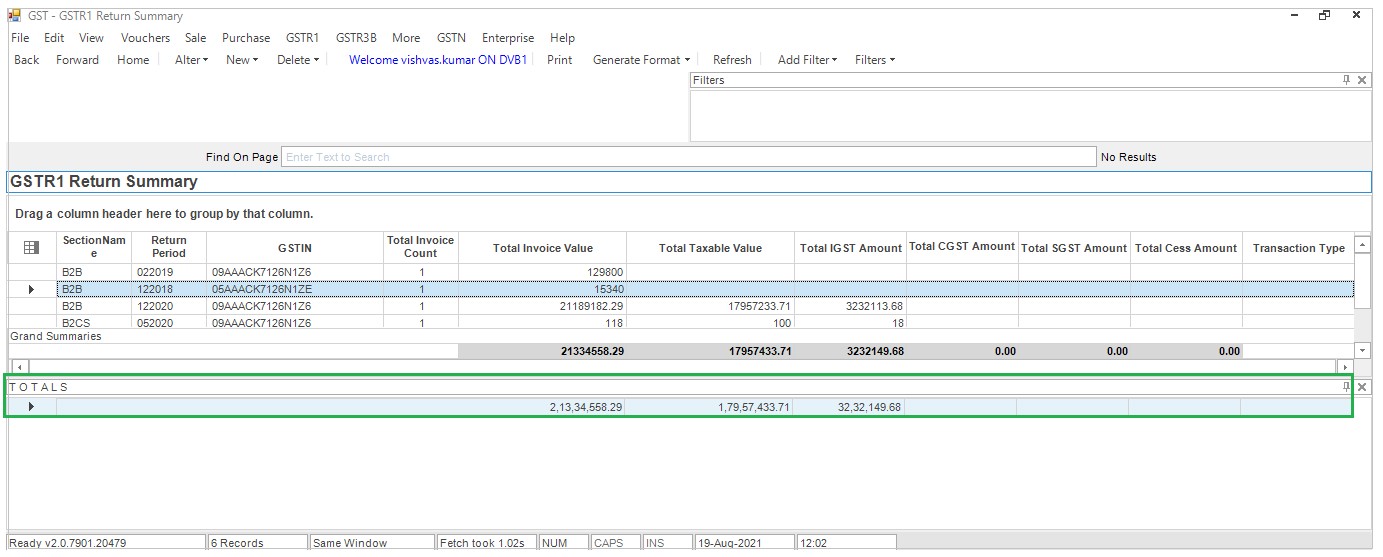 GST - GSTR1 Return Summary
File Edit View Vouchers Sale Purchase GSTR1 GSTR3B More GSTN Enterprise Help
Back Forward Home Alter New Delete Welcome vishvas.kumar ON DVB1 Print Generate Format Refresh Add Filter Filters
Filters
Find On Page Enter Text to Search No Results
GSTR1 Return Summary
Drag a column header here to group by that column.
SectionName Return Period GSTIN Total Invoice Count Total Invoice Value Total Taxable Value Total IGST Amount Total CGST Amount Total SGST Amount Total Cess Amount Transaction Type
B2B 022019 09AAACK7126N1Z6 1 129800
B2B 122018 05AAACK7126N1ZE 1 15340
B2B 122020 09AAACK7126N1Z6 1 21189182.29 17957233.71 3232113.68
B2CS 052020 09AAACK7126N1Z6 1 118 100 18
Grand Summaries
21334558.29 17957433.71 3232149.68 0.00 0.00 0.00
T O T A L S
2,13,34,558.29 1,79,57,433.71 32,32,149.68
Ready v2.0.7901.20479 6 Records Same Window Fetch took 1.02s NUM CAPS INS 19-Aug-2021 12:02